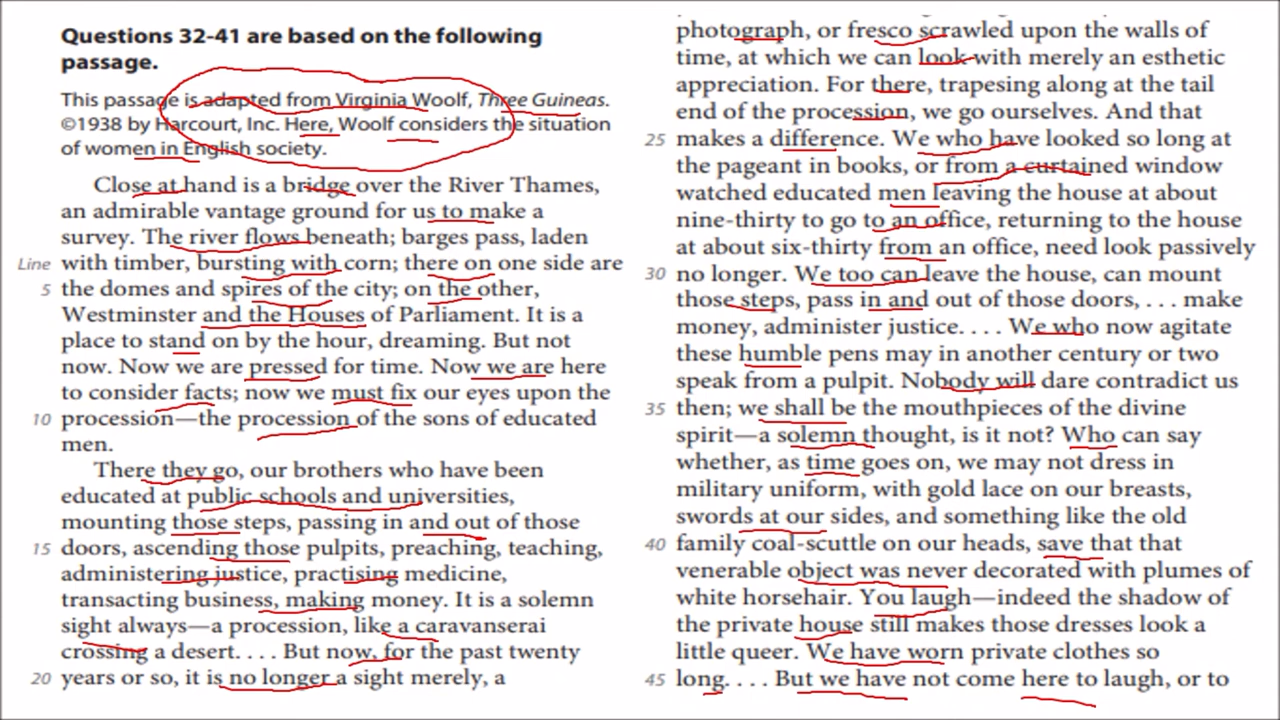 Questions 32-41 are based on the following
passage.
This passage is adapted from Virginia Woolf, Three Guineas.
©1938 by Harcourt, Inc. Here, Woolf considers the situation
of women in English society.
Close at hand is a bridge over the River Thames,
an admirable vantage ground for us to make a
survey. The river flows beneath; barges pass, laden
Line with timber, bursting with corn; there on one side are
5 the domes and spires of the city; on the other,
Westminster and the Houses of Parliament. It is a
place to stand on by the hour, dreaming. But not
now. Now we are pressed for time. Now we are here
to consider facts; now we must fix our eyes upon the
10 procession—the procession of the sons of educated
men.
There they go, our brothers who have been
educated at public schools and universities,
mounting those steps, passing in and out of those
15 doors, ascending those pulpits, preaching, teaching,
administering justice, practising medicine,
transacting business, making money. It is a solemn
sight always—a procession, like a caravanserai
crossing a desert. . . . But now, for the past twenty
20 years or so, it is no longer a sight merely, a
photograph, or fresco scrawled upon the walls of
time, at which we can look with merely an esthetic
appreciation. For there, trapesing along at the tail
end of the procession, we go ourselves. And that
25 makes a difference. We who have looked so long at
the pageant in books, or from a curtained window
watched educated men leaving the house at about
nine-thirty to go to an office, returning to the house
at about six-thirty from an office, need look passively
30 no longer. We too can leave the house, can mount
those steps, pass in and out of those doors, . . . make
money, administer justice. . . . We who now agitate
these humble pens may in another century or two
speak from a pulpit. Nobody will dare contradict us
35 then; we shall be the mouthpieces of the divine
spirit—a solemn thought, is it not? Who can say
whether, as time goes on, we may not dress in
military uniform, with gold lace on our breasts,
swords at our sides, and something like the old
40 family coal-scuttle on our heads, save that that
venerable object was never decorated with plumes of
white horsehair. You laugh—indeed the shadow of
the private house still makes those dresses look a
little queer. We have worn private clothes so
45 long. . . . But we have not come here to laugh, or to